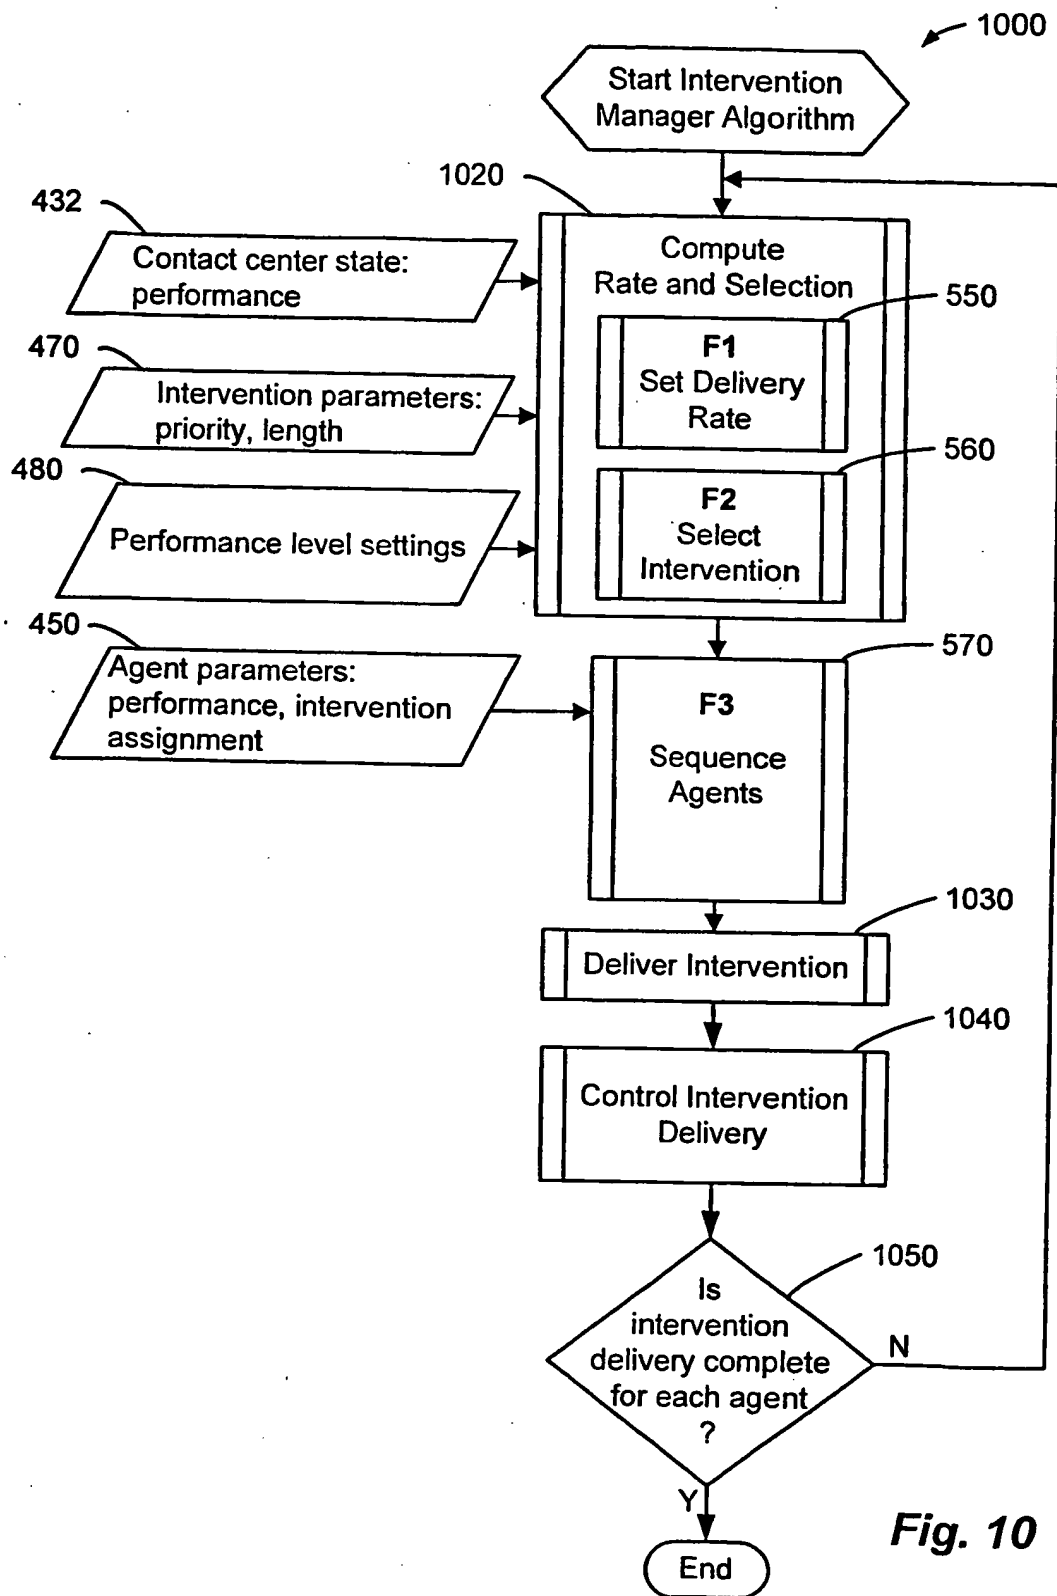 1000
Start Intervention
Manager Algorithm
1020
432
Contact center state:
performance
Compute
Rate and Selection
550
F1
Set Delivery
Rate
470
Intervention parameters:
priority, length
480
Performance level settings
560
F2
Select
Intervention
450
Agent parameters:
performance, intervention
assignment
570
F3
Sequence
Agents
1030
Deliver Intervention
1040
Control Intervention
Delivery
1050
Is
intervention
delivery complete
for each agent
?
N
Y
End
Fig. 10